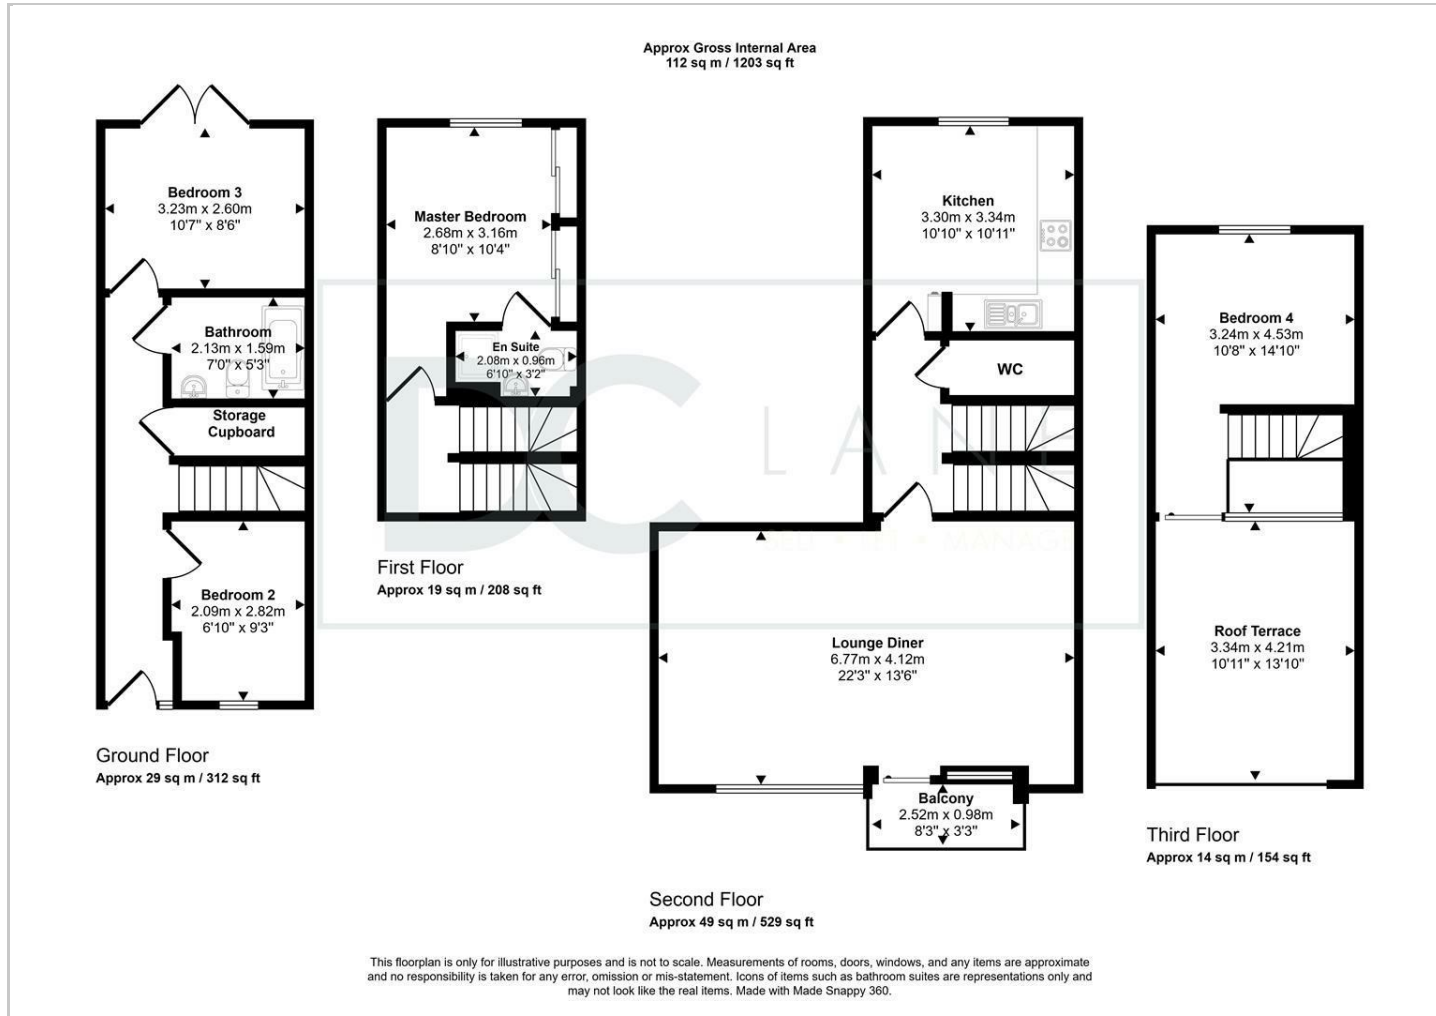 Approx Gross Internal Area
112 sq m / 1203 sq ft
Bedroom 3
3.23m x 2.60m
10'7" x 8'6"
Bathroom
2.13m x 1.59m
7'0" x 5'3"
Storage
Cupboard
Bedroom 2
2.09m x 2.82m
6'10" x 9'3"
Ground Floor
Approx 29 sq m / 312 sq ft
Master Bedroom
2.68m x 3.16m
8'10" x 10'4"
En Suite
2.08m x 0.96m
6'10" x 3'2"
First Floor
Approx 19 sq m / 208 sq ft
Kitchen
3.30m x 3.34m
10'10" x 10'11"
WC
Lounge Diner
6.77m x 4.12m
22'3" x 13'6"
Balcony
2.52m x 0.98m
8'3" x 3'3"
Second Floor
Approx 49 sq m / 529 sq ft
Bedroom 4
3.24m x 4.53m
10'8" x 14'10"
Roof Terrace
3.34m x 4.21m
10'11" x 13'10"
Third Floor
Approx 14 sq m / 154 sq ft
DC LANE
SELL • LET • MANAGE
This floorplan is only for illustrative purposes and is not to scale. Measurements of rooms, doors, windows, and any items are approximate
and no responsibility is taken for any error, omission or mis-statement. Icons of items such as bathroom suites are representations only and
may not look like the real items. Made with Made Snappy 360.